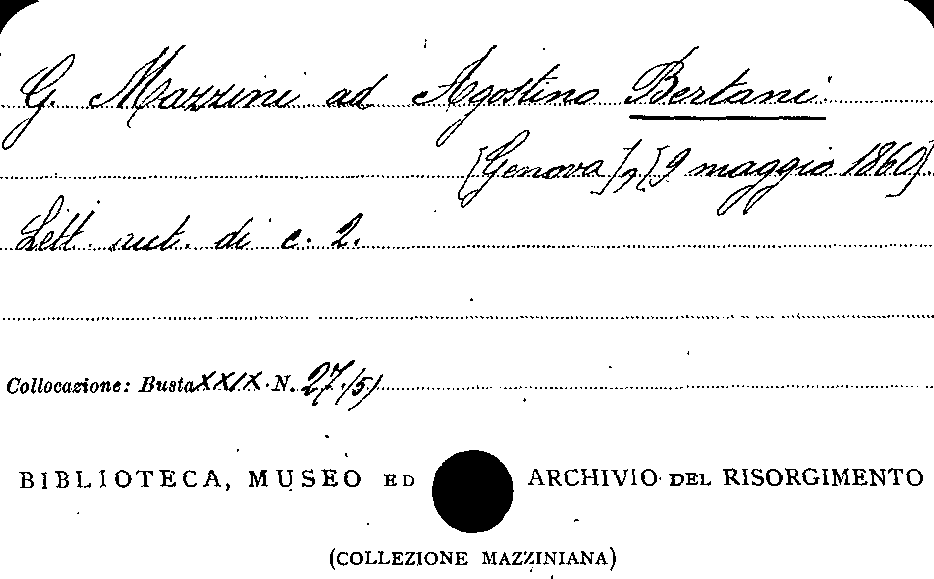 G. Mazzini ad Agostino Bertani.
[Genova], [9 maggio 1860].
Lett. aut. di c. 2.
Collocazione: Busta XXIX. N. 27/5)
BIBLIOTECA, MUSEO ED ARCHIVIO DEL RISORGIMENTO
(COLLEZIONE MAZZINIANA)